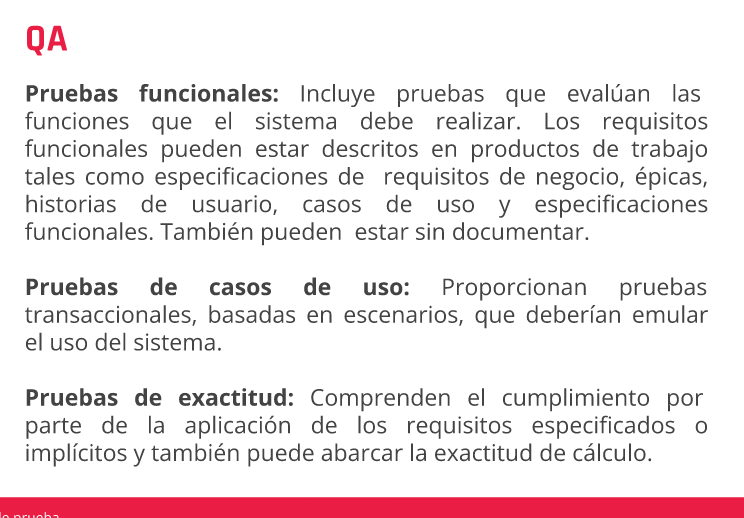 QA
Pruebas funcionales: Incluye pruebas que evalúan las
funciones que el sistema debe realizar. Los requisitos
funcionales pueden estar descritos en productos de trabajo
tales como especificaciones de requisitos de negocio, épicas,
historias de usuario, casos de uso y especificaciones
funcionales. También pueden estar sin documentar.
Pruebas de casos de uso: Proporcionan pruebas
transaccionales, basadas en escenarios, que deberían emular
el uso del sistema.
Pruebas de exactitud: Comprenden el cumplimiento por
parte de la aplicación de los requisitos especificados o
implícitos y también puede abarcar la exactitud de cálculo.